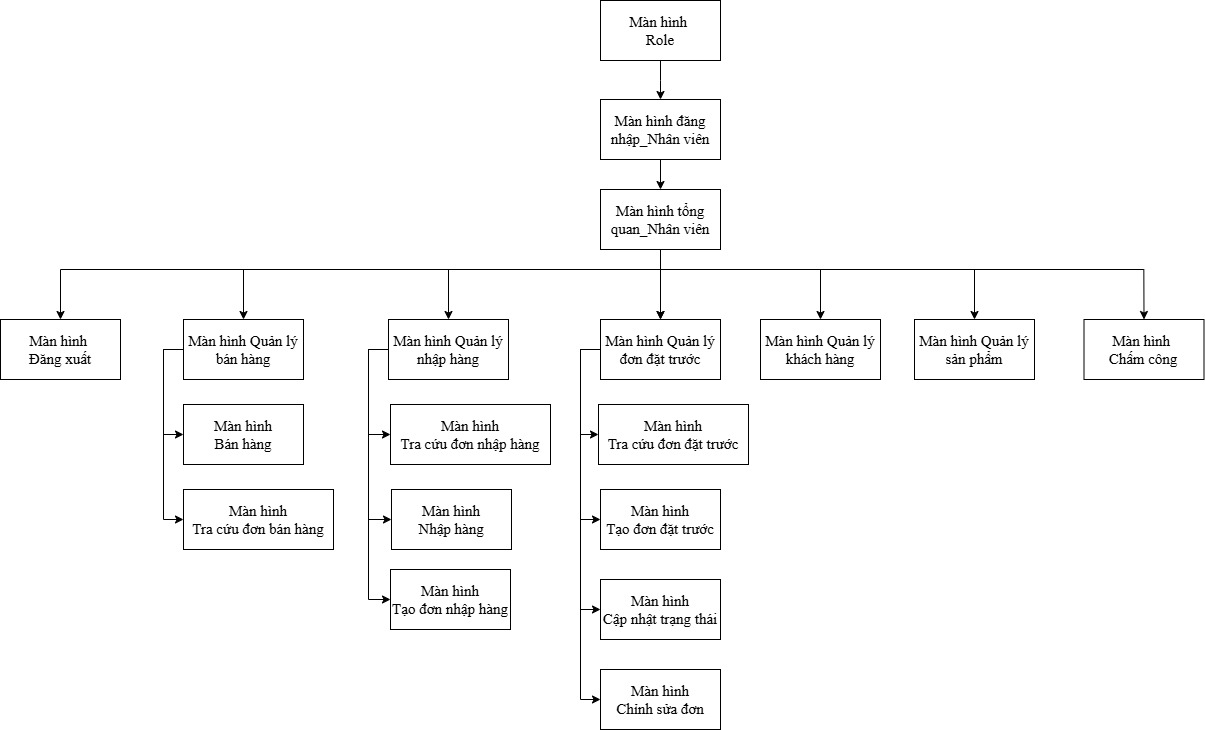 Màn hình
Role
Màn hình đăng
nhập_Nhân viên
Màn hình tổng
quan_Nhân viên
Màn hình
Đăng xuất
Màn hình Quản lý
bán hàng
Màn hình Quản lý
nhập hàng
Màn hình Quản lý
đơn đặt trước
Màn hình Quản lý
khách hàng
Màn hình Quản lý
sản phẩm
Màn hình
Chấm công
Màn hình
Bán hàng
Màn hình
Tra cứu đơn nhập hàng
Màn hình
Tra cứu đơn đặt trước
Màn hình
Tra cứu đơn bán hàng
Màn hình
Nhập hàng
Màn hình
Tạo đơn đặt trước
Màn hình
Tạo đơn nhập hàng
Màn hình
Cập nhật trạng thái
Màn hình
Chỉnh sửa đơn